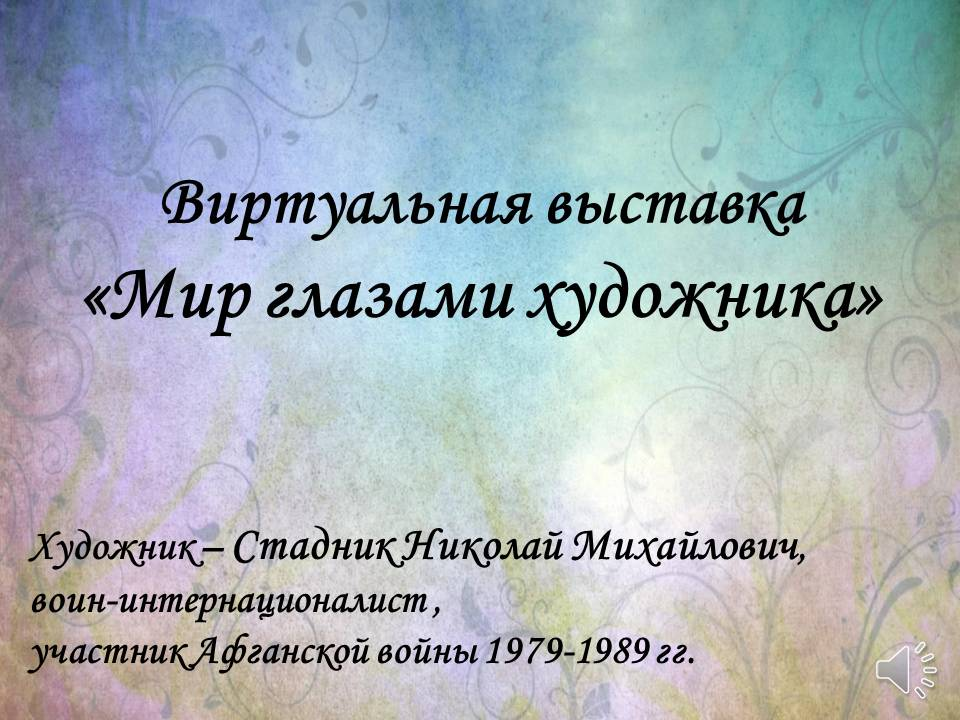 Виртуальная выставка
«Мир глазами художника»
Художник – Стадник Николай Михайлович,
воин-интернационалист ,
участник Афганской войны 1979-1989 гг.